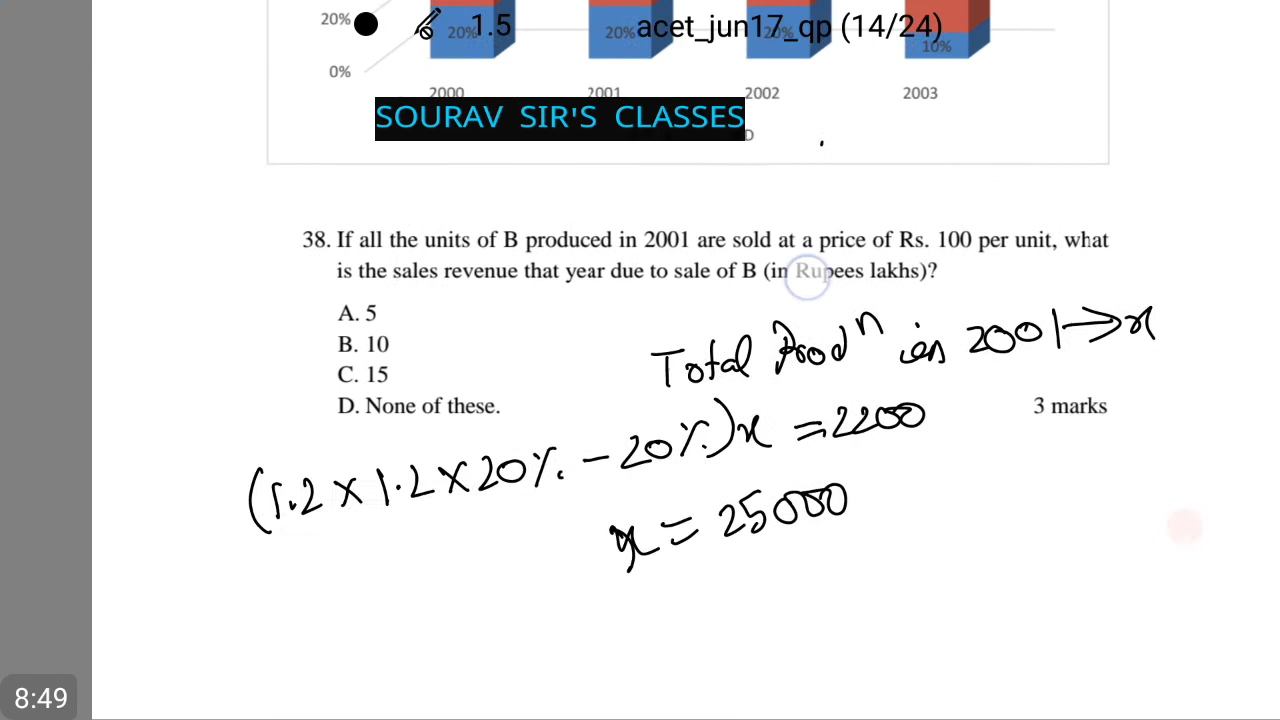 20% 1.5 acet_jun17_qp (14/24)
20% 20% 20% 10%
0%
2000 2001 2002 2003
SOURAV SIR'S CLASSES
D
38. If all the units of B produced in 2001 are sold at a price of Rs. 100 per unit, what
is the sales revenue that year due to sale of B (in Rupees lakhs)?
A. 5
B. 10
C. 15
D. None of these. 3 marks
Total Prodⁿ in 2001 → x
(1.2 × 1.2 × 20% - 20%)x = 2200
x = 25000
8:49